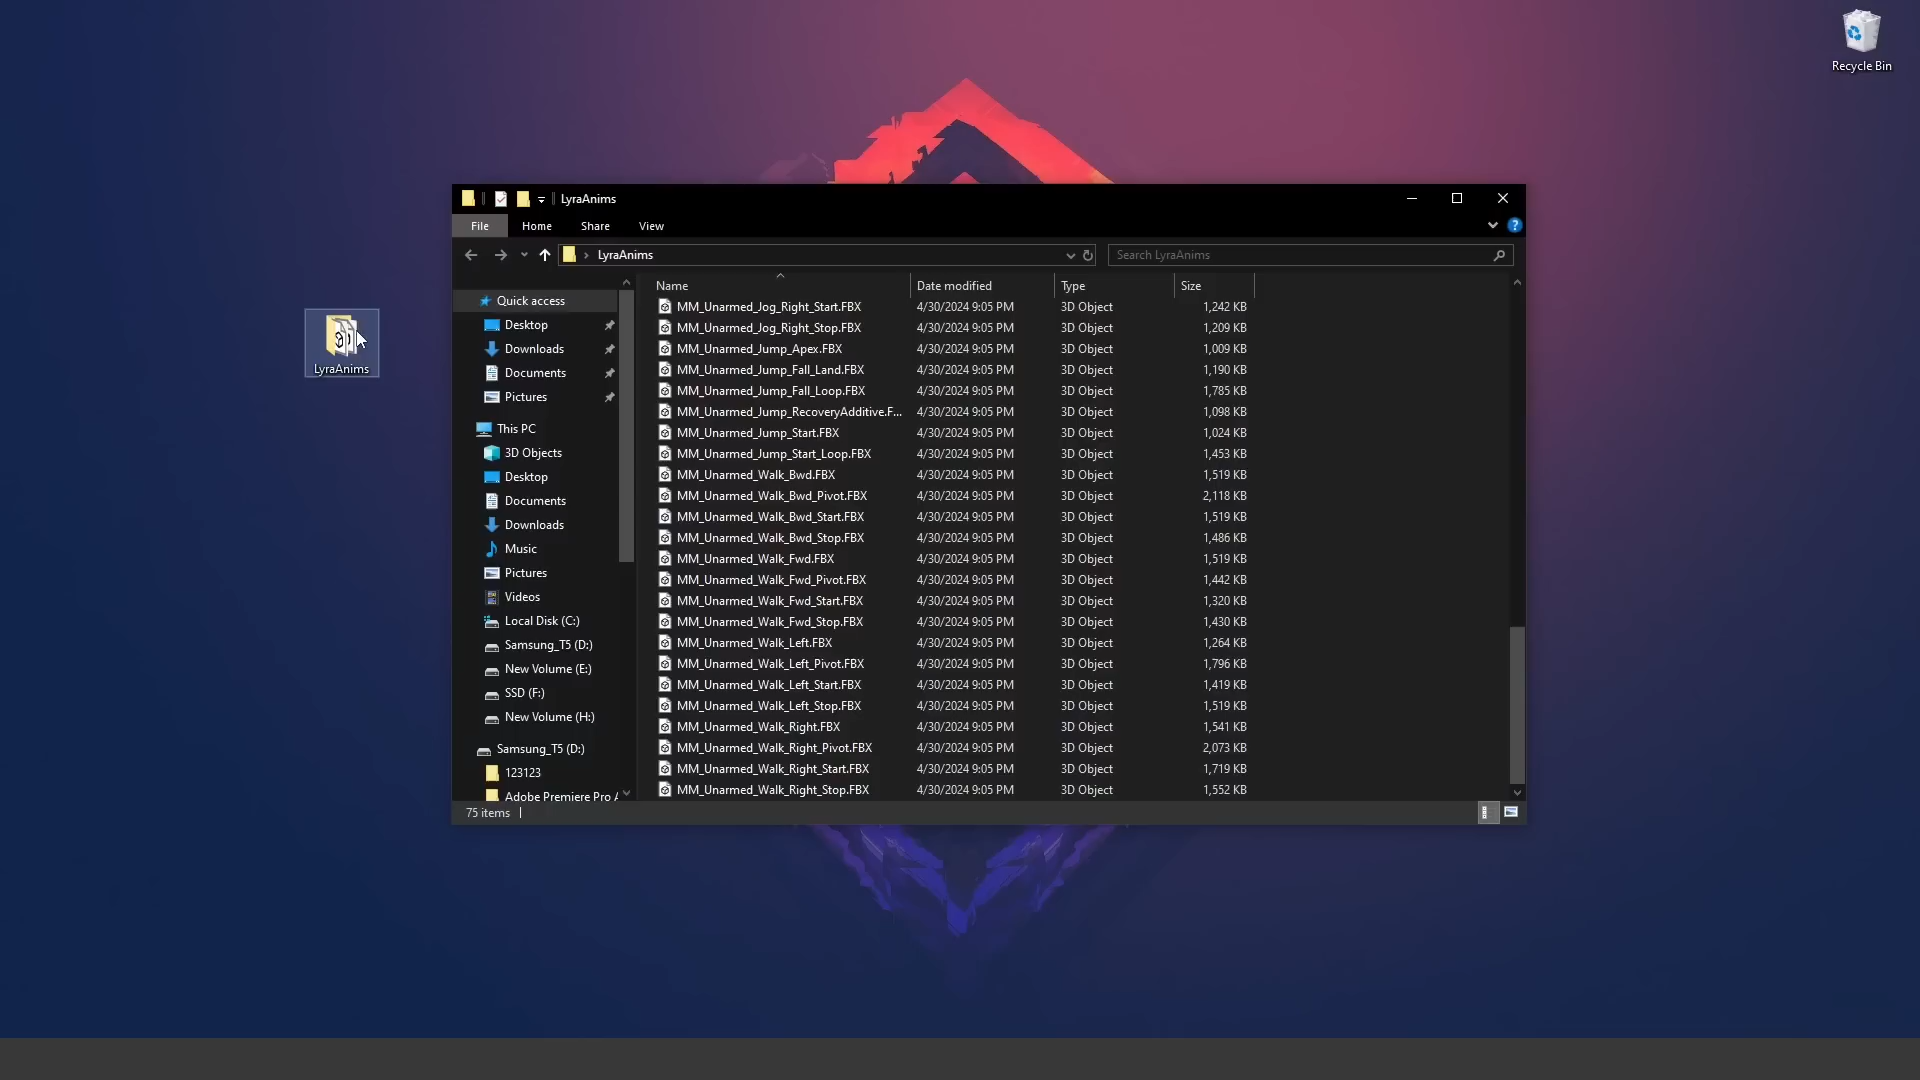 Recycle Bin
LyraAnims
LyraAnims
File Home Share View
LyraAnims Search LyraAnims
Quick access
Desktop
Downloads
Documents
Pictures
This PC
3D Objects
Desktop
Documents
Downloads
Music
Pictures
Videos
Local Disk (C:)
Samsung_T5 (D:)
New Volume (E:)
SSD (F:)
New Volume (H:)
Samsung_T5 (D:)
123123
Adobe Premiere Pro
Name Date modified Type Size
MM_Unarmed_Jog_Right_Start.FBX 4/30/2024 9:05 PM 3D Object 1,242 KB
MM_Unarmed_Jog_Right_Stop.FBX 4/30/2024 9:05 PM 3D Object 1,209 KB
MM_Unarmed_Jump_Apex.FBX 4/30/2024 9:05 PM 3D Object 1,009 KB
MM_Unarmed_Jump_Fall_Land.FBX 4/30/2024 9:05 PM 3D Object 1,190 KB
MM_Unarmed_Jump_Fall_Loop.FBX 4/30/2024 9:05 PM 3D Object 1,785 KB
MM_Unarmed_Jump_RecoveryAdditive.F... 4/30/2024 9:05 PM 3D Object 1,098 KB
MM_Unarmed_Jump_Start.FBX 4/30/2024 9:05 PM 3D Object 1,024 KB
MM_Unarmed_Jump_Start_Loop.FBX 4/30/2024 9:05 PM 3D Object 1,453 KB
MM_Unarmed_Walk_Bwd.FBX 4/30/2024 9:05 PM 3D Object 1,519 KB
MM_Unarmed_Walk_Bwd_Pivot.FBX 4/30/2024 9:05 PM 3D Object 2,118 KB
MM_Unarmed_Walk_Bwd_Start.FBX 4/30/2024 9:05 PM 3D Object 1,519 KB
MM_Unarmed_Walk_Bwd_Stop.FBX 4/30/2024 9:05 PM 3D Object 1,486 KB
MM_Unarmed_Walk_Fwd.FBX 4/30/2024 9:05 PM 3D Object 1,519 KB
MM_Unarmed_Walk_Fwd_Pivot.FBX 4/30/2024 9:05 PM 3D Object 1,442 KB
MM_Unarmed_Walk_Fwd_Start.FBX 4/30/2024 9:05 PM 3D Object 1,320 KB
MM_Unarmed_Walk_Fwd_Stop.FBX 4/30/2024 9:05 PM 3D Object 1,430 KB
MM_Unarmed_Walk_Left.FBX 4/30/2024 9:05 PM 3D Object 1,264 KB
MM_Unarmed_Walk_Left_Pivot.FBX 4/30/2024 9:05 PM 3D Object 1,796 KB
MM_Unarmed_Walk_Left_Start.FBX 4/30/2024 9:05 PM 3D Object 1,419 KB
MM_Unarmed_Walk_Left_Stop.FBX 4/30/2024 9:05 PM 3D Object 1,519 KB
MM_Unarmed_Walk_Right.FBX 4/30/2024 9:05 PM 3D Object 1,541 KB
MM_Unarmed_Walk_Right_Pivot.FBX 4/30/2024 9:05 PM 3D Object 2,073 KB
MM_Unarmed_Walk_Right_Start.FBX 4/30/2024 9:05 PM 3D Object 1,719 KB
MM_Unarmed_Walk_Right_Stop.FBX 4/30/2024 9:05 PM 3D Object 1,552 KB
75 items